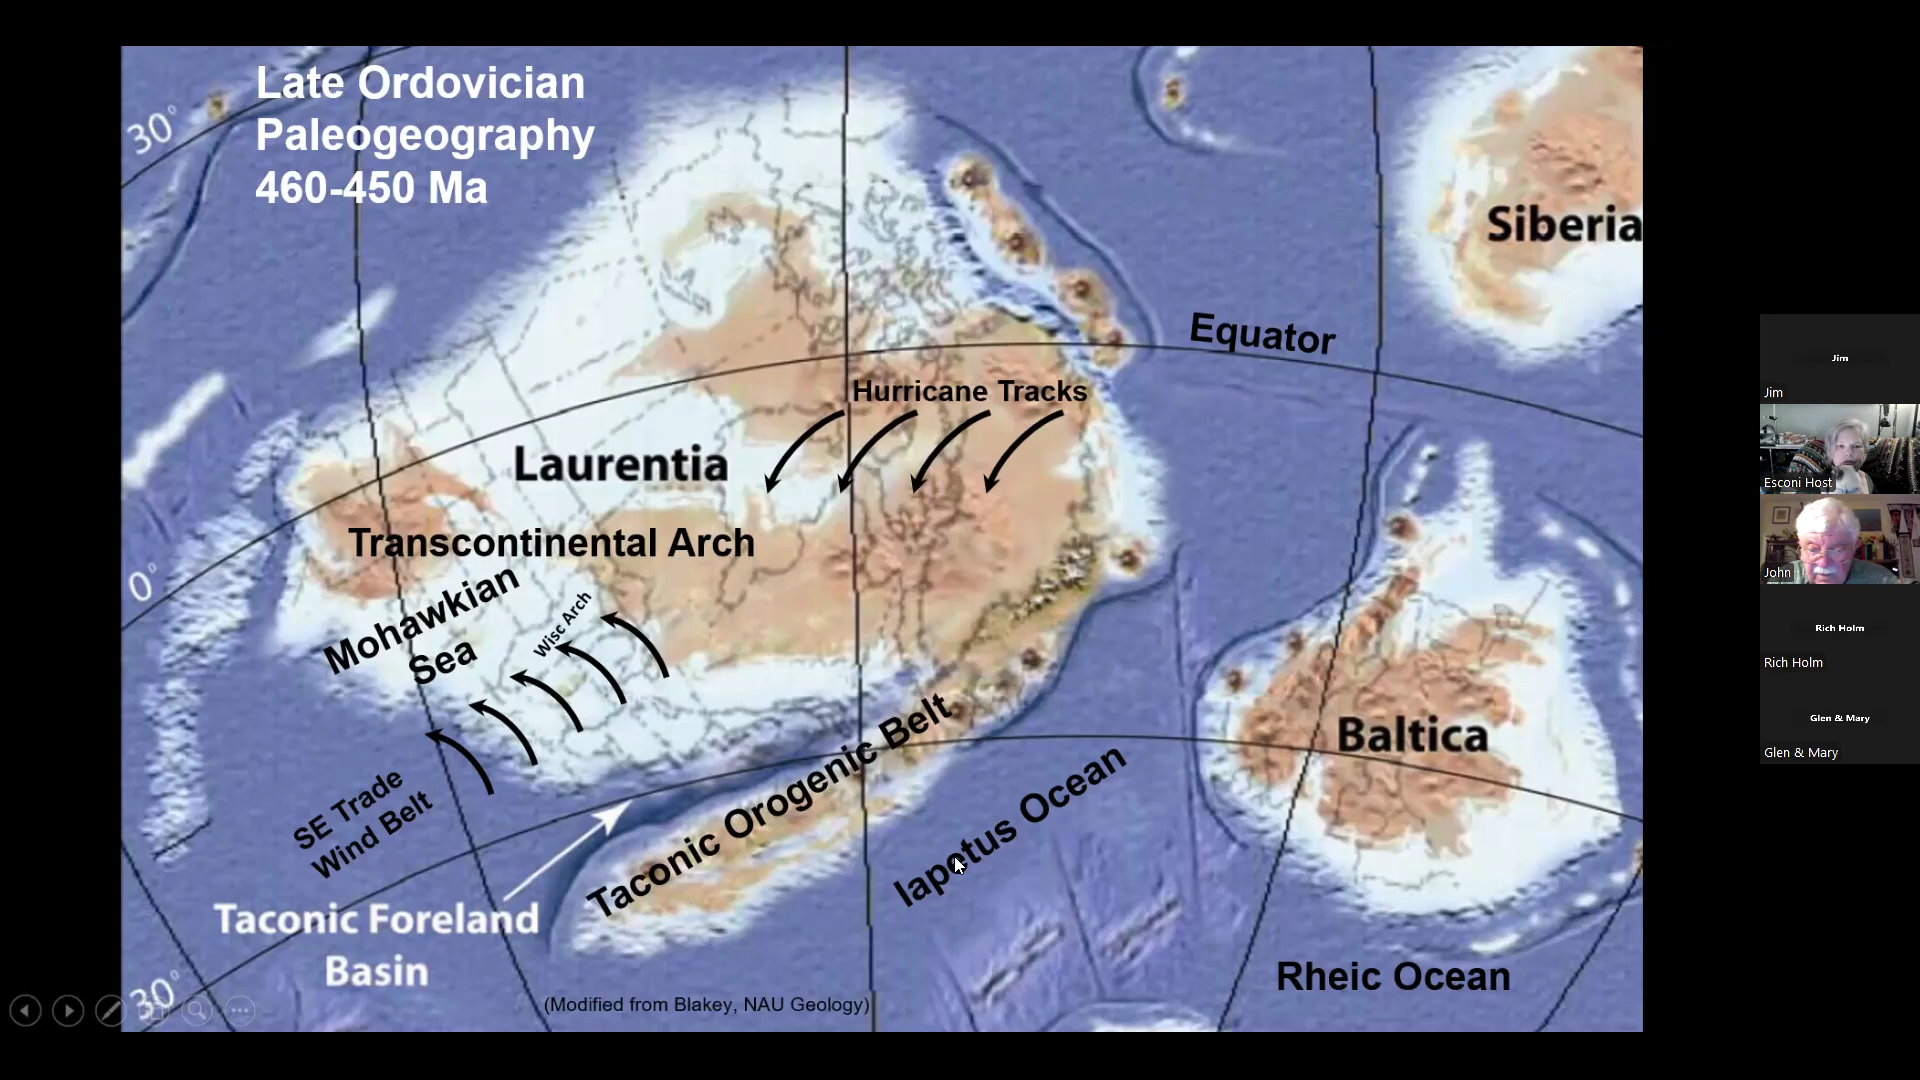 Late Ordovician
Paleogeography
460-450 Ma
30°
Siberia
Equator
Hurricane Tracks
Laurentia
Transcontinental Arch
0°
Mohawkian
Sea
Wisc Arch
Baltica
SE Trade
Wind Belt
Taconic Orogenic Belt
Iapetus Ocean
Taconic Foreland
Basin
Rheic Ocean
30°
(Modified from Blakey, NAU Geology)
Jim
Jim
Esconi Host
John
Rich Holm
Rich Holm
Glen & Mary
Glen & Mary